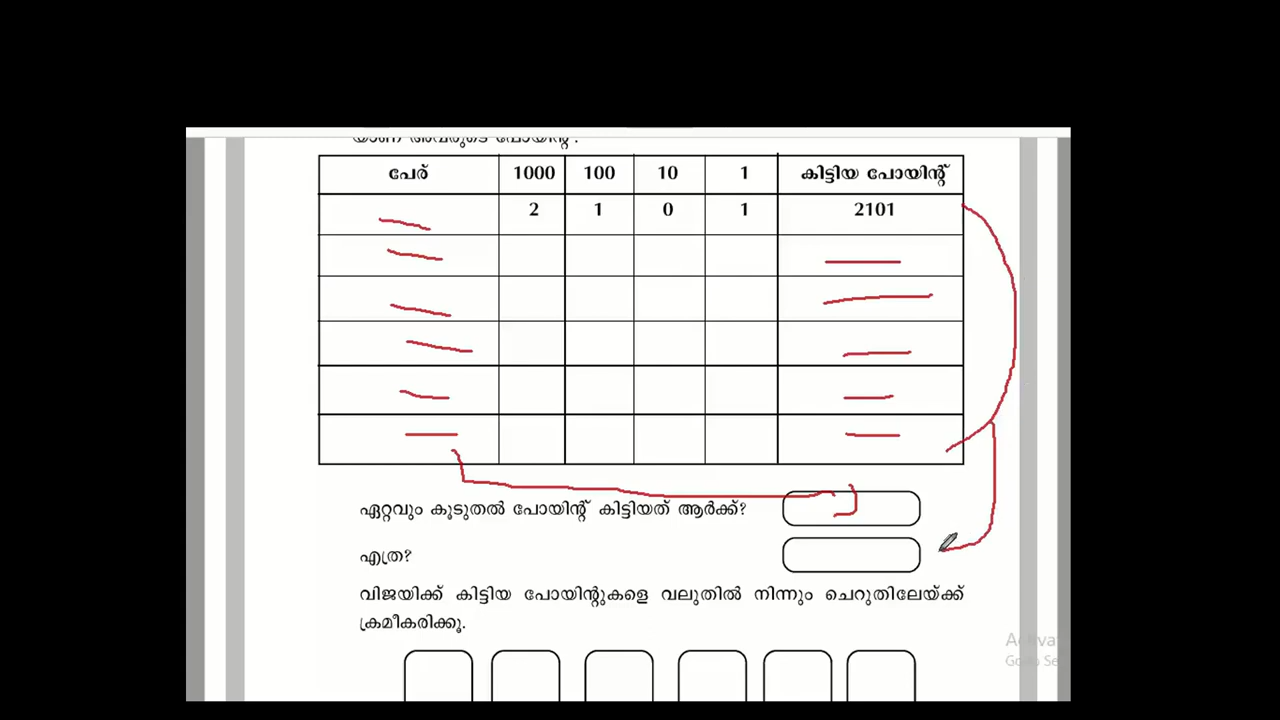 യാണ് അവരുടെ പോയിന്റ്.
പേര് 1000 100 10 1 കിട്ടിയ പോയിന്റ്
2 1 0 1 2101
ഏറ്റവും കൂടുതൽ പോയിന്റ് കിട്ടിയത് ആർക്ക്?
എത്ര?
വിജയിക്ക് കിട്ടിയ പോയിന്റുകളെ വലുതിൽ നിന്നും ചെറുതിലേയ്ക്ക്
ക്രമീകരിക്കൂ.